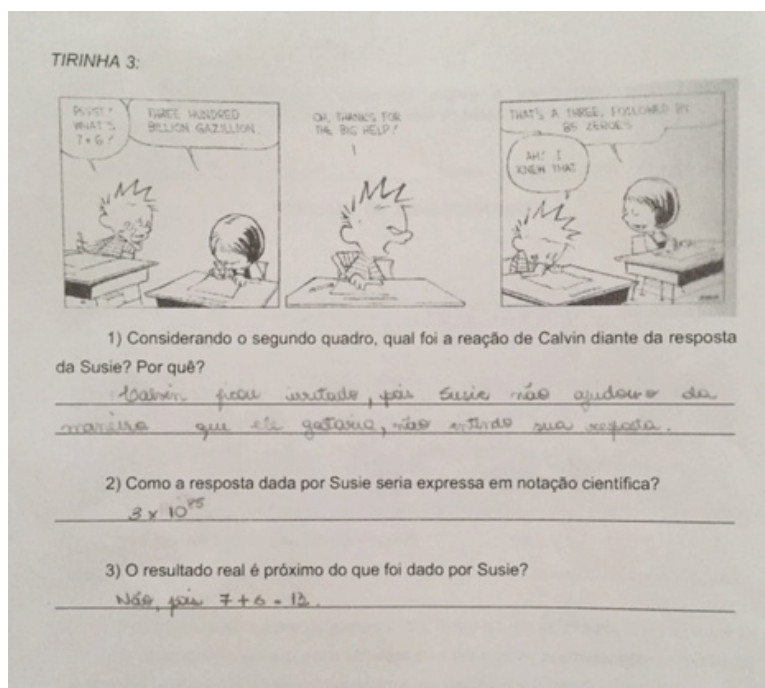 TIRINHA 3:
PSSST!
WHAT'S
7+6?
THREE HUNDRED
BILLION GAZILLION.
OH, THANKS FOR
THE BIG HELP!
THAT'S A THREE, FOLLOWED BY
85 ZEROES
AH! I
KNEW THAT
1) Considerando o segundo quadro, qual foi a reação de Calvin diante da resposta
da Susie? Por quê?
Calvin ficou irritado, pois Susie não ajudou o da
maneira que ele gostaria, não sua resposta.
2) Como a resposta dada por Susie seria expressa em notação científica?
3 x 10^85
3) O resultado real é próximo do que foi dado por Susie?
Não, pois 7 + 6 = 13.